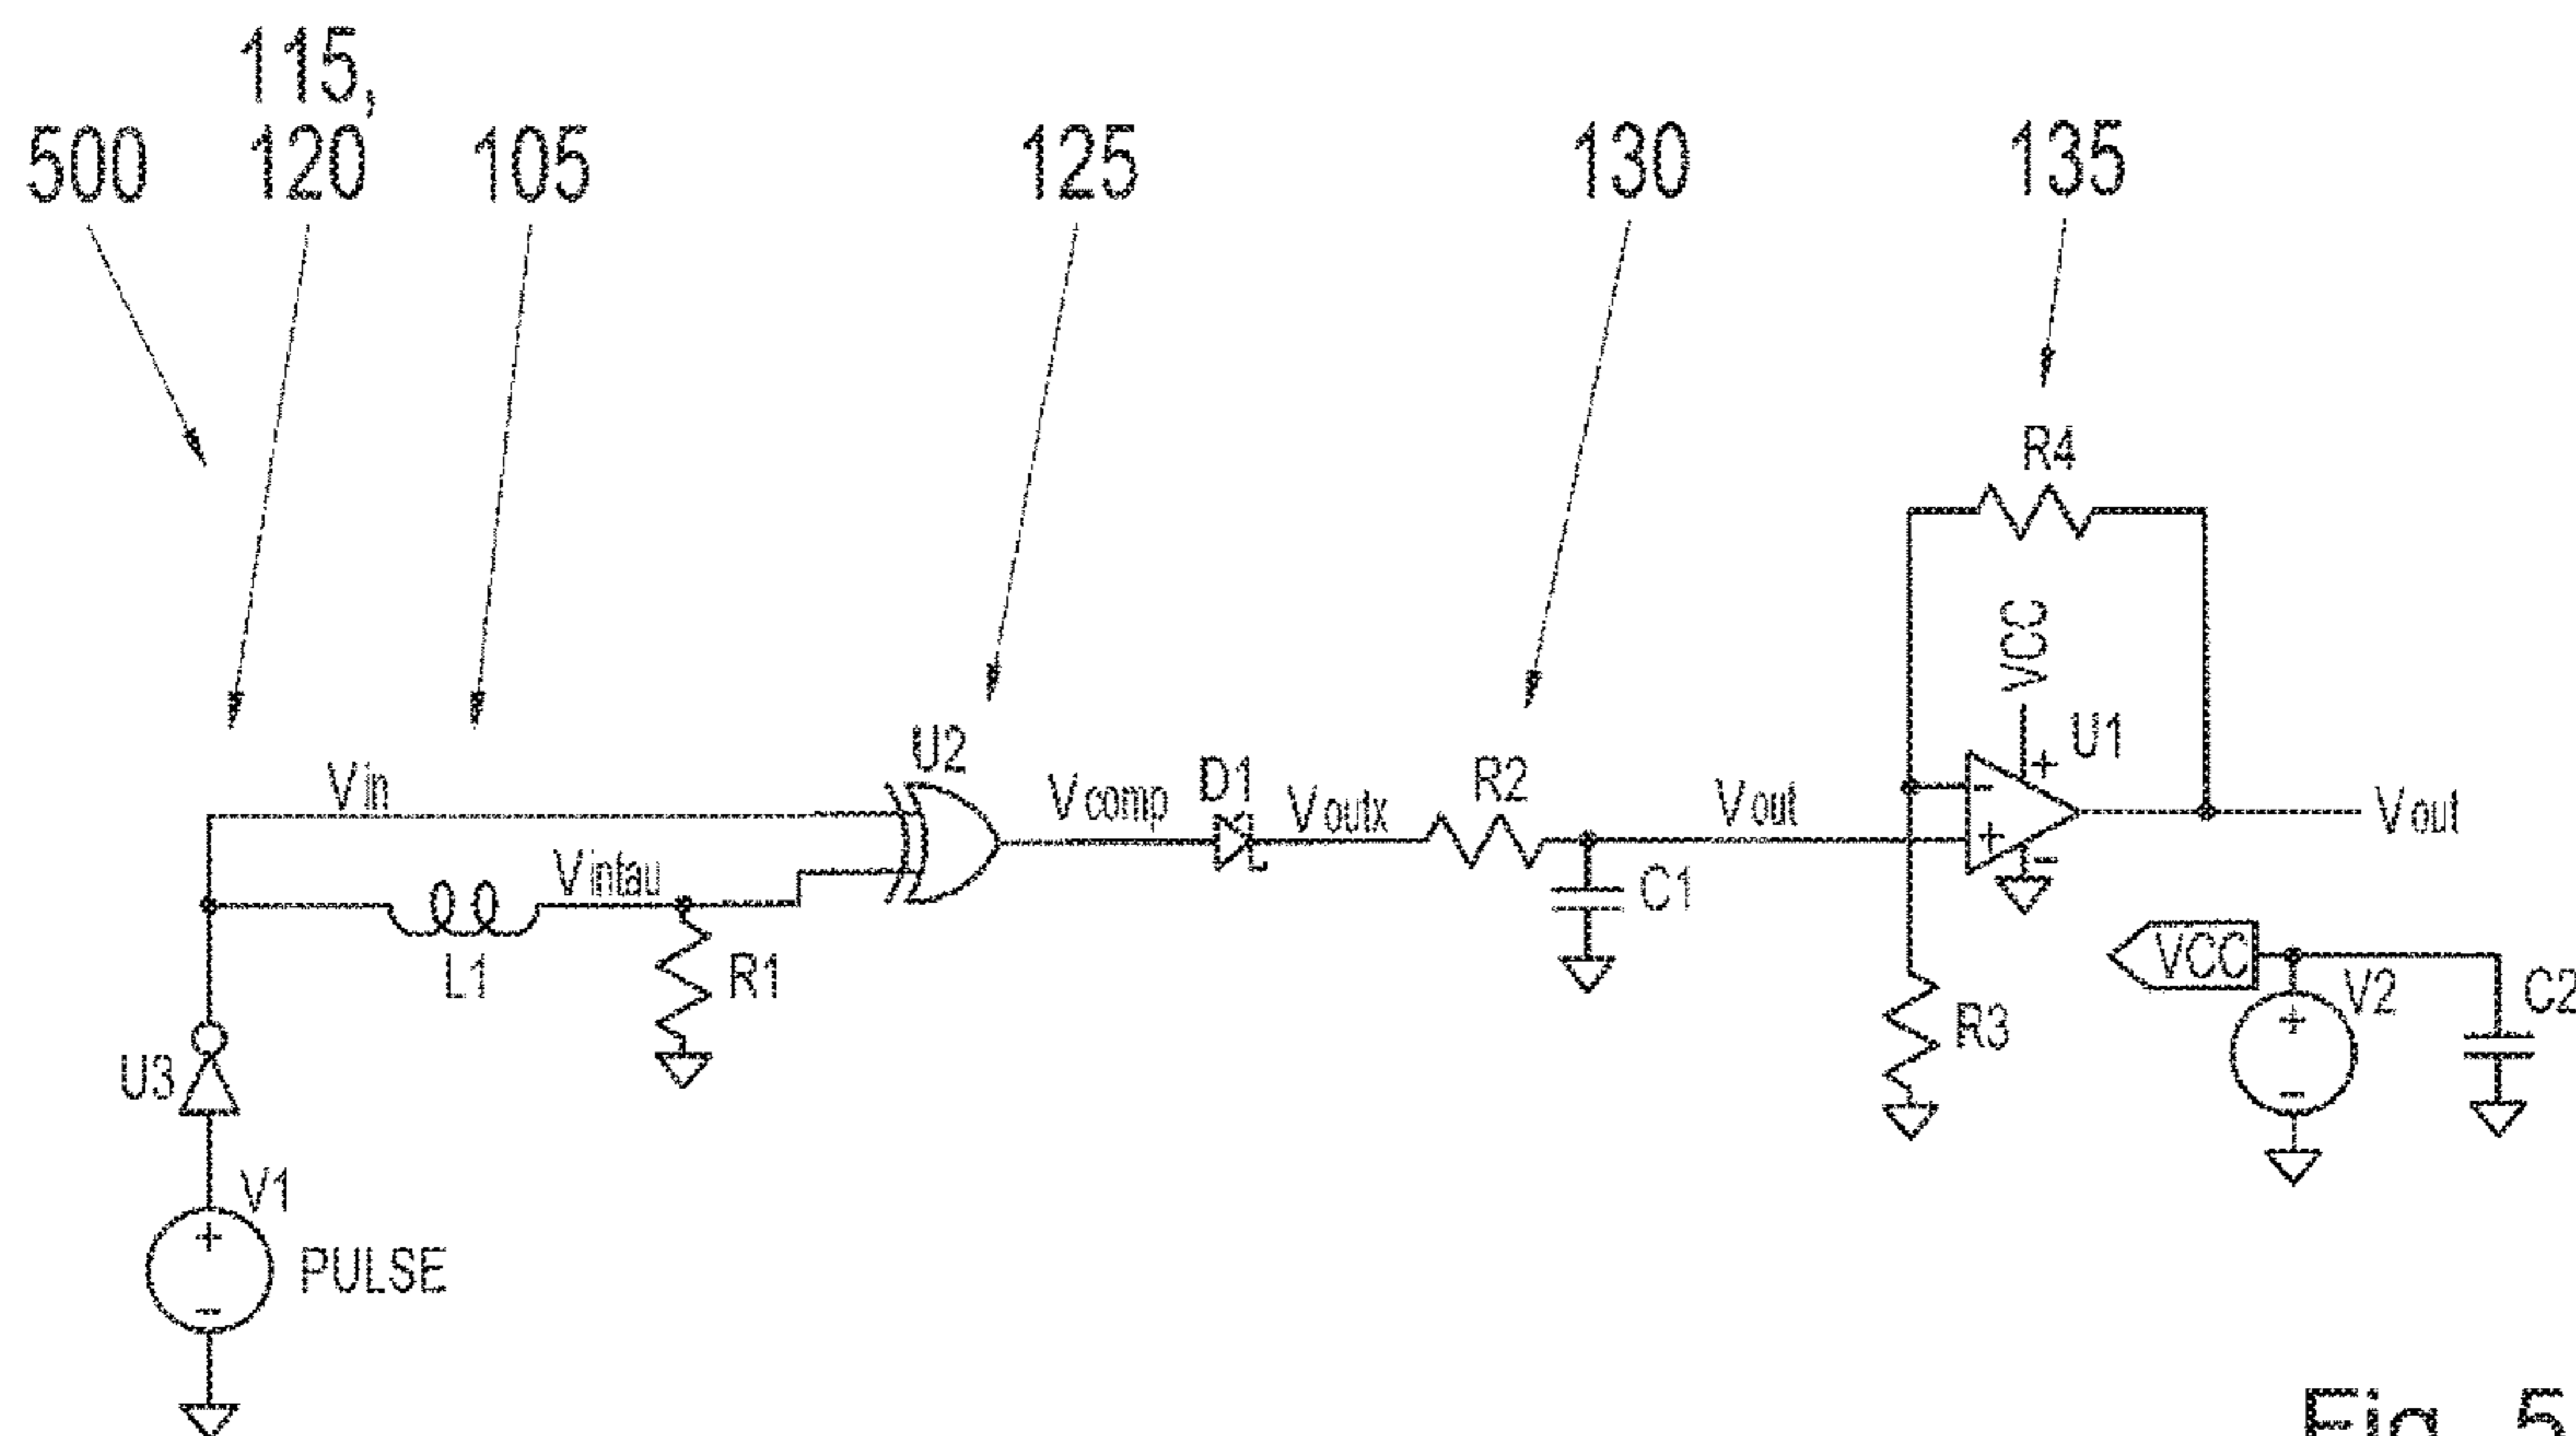 115,
500 120 105 125 130 135
R4
VCC
U2 U1
Vin Vcomp D1 Voutx R2 Vout Vout
Vintau C1
L1 R1 VCC V2 C2
U3 R3
V1
PULSE
Fig. 5